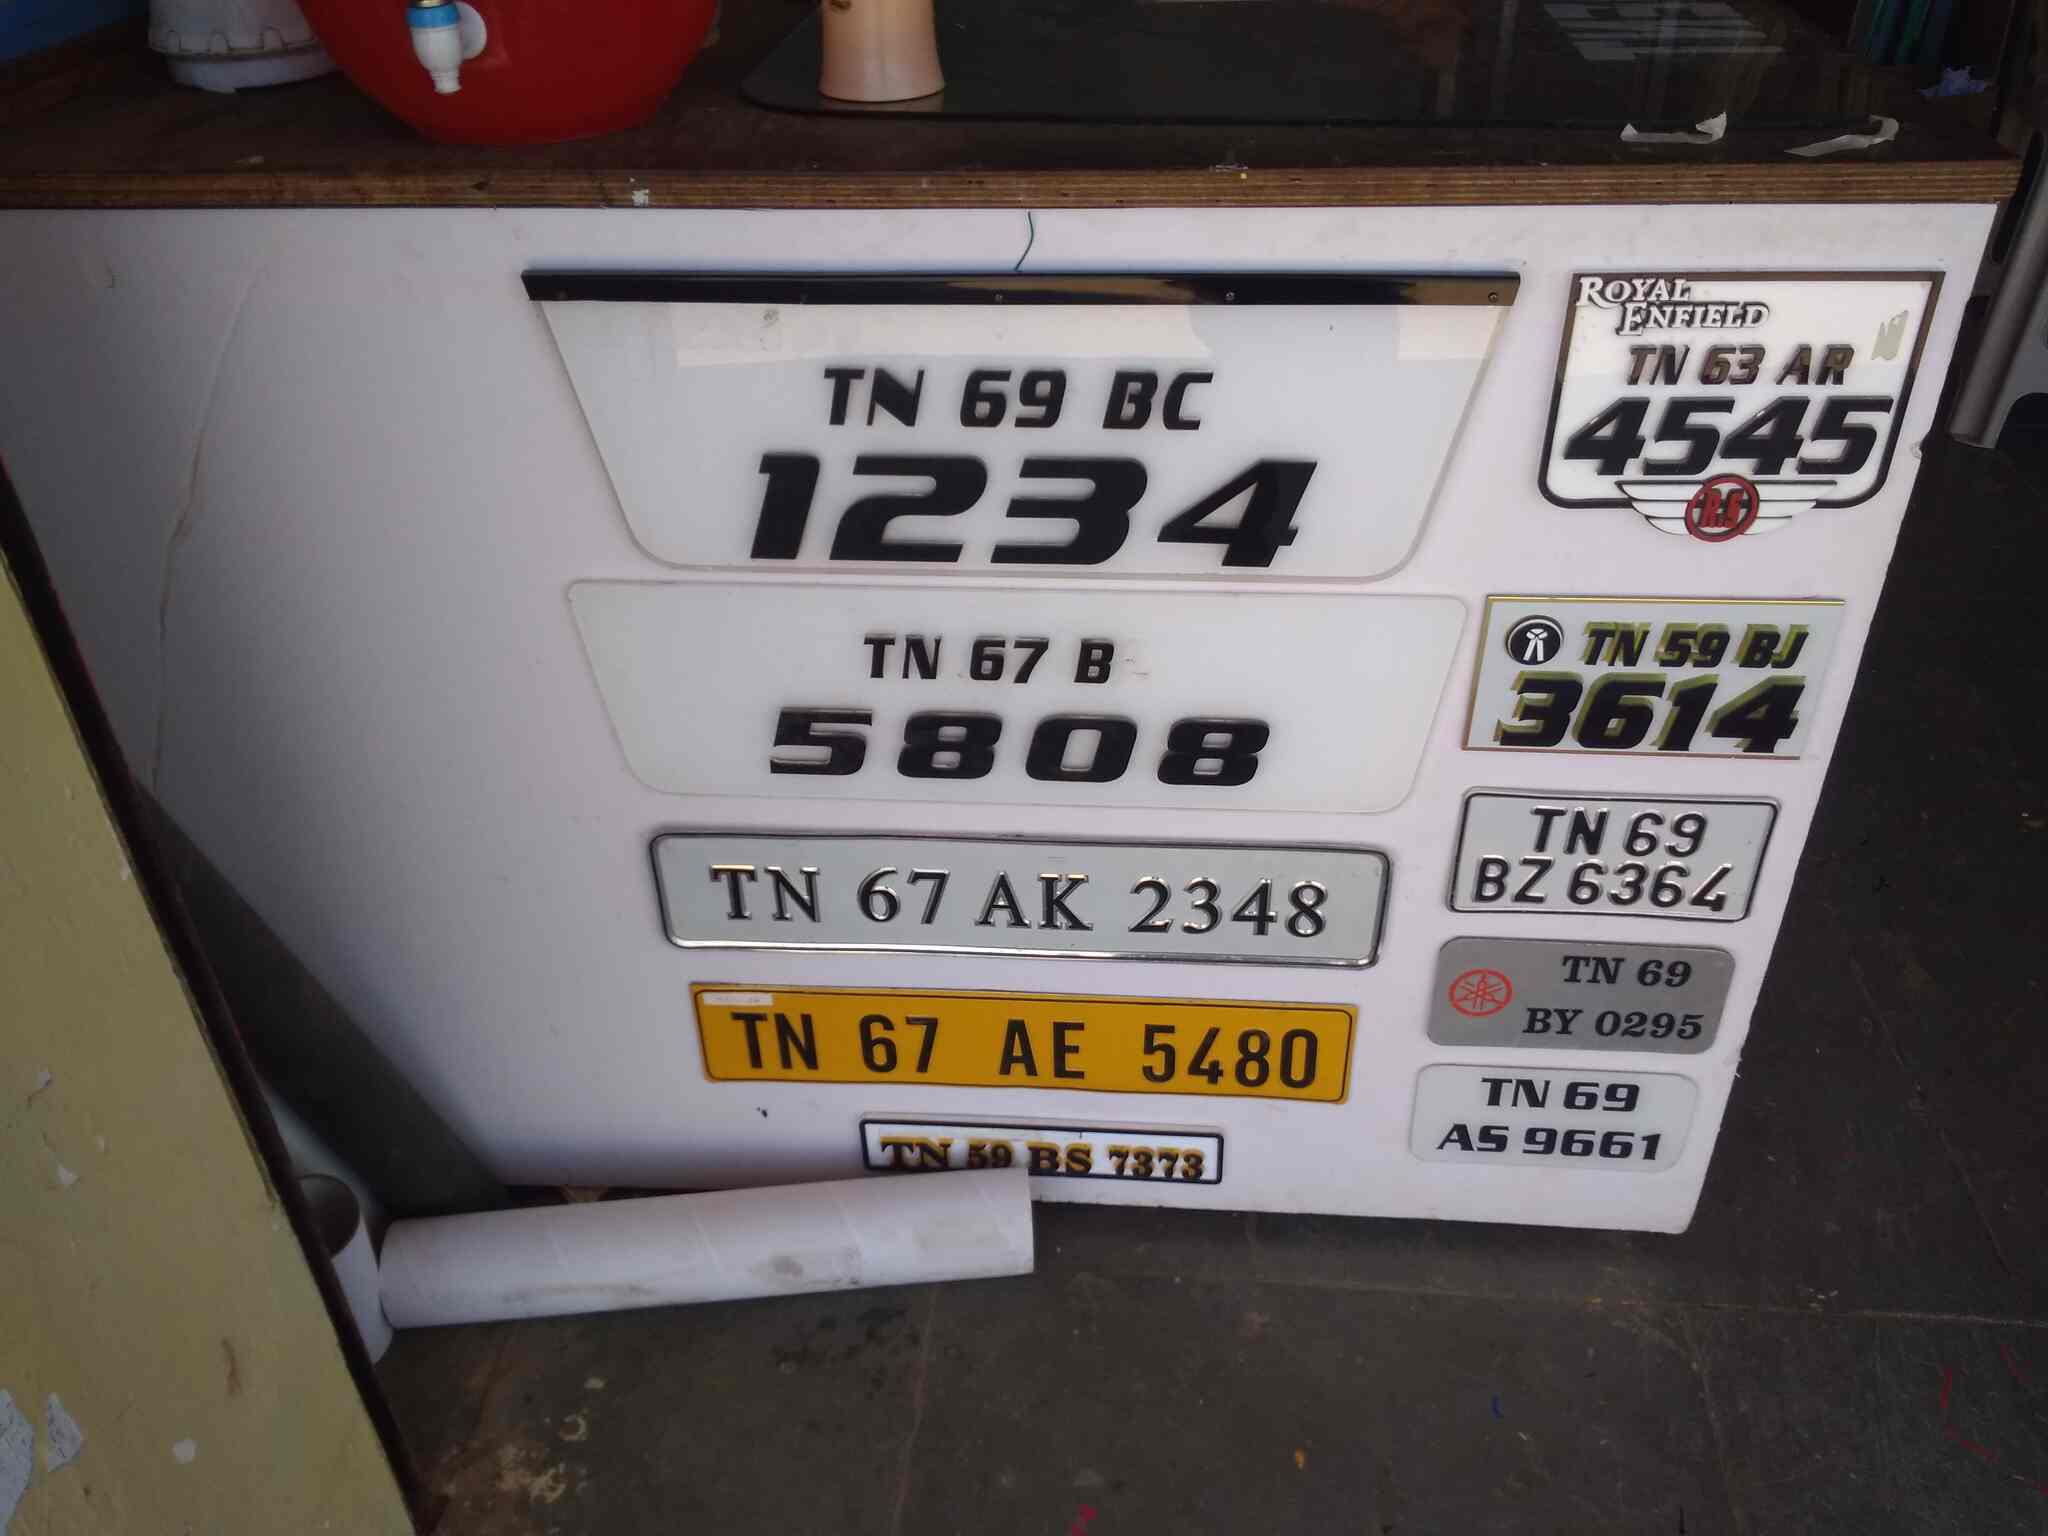 TN 69 BC
1234
TN 67 B
5808
TN 67 AK 2348
TN 67 AE 5480
TN 59 BS 7373
ROYAL
ENFIELD
TN 63 AR
4545
R.S
TN 59 BJ
3614
TN 69
BZ 6364
TN 69
BY 0295
TN 69
AS 9661